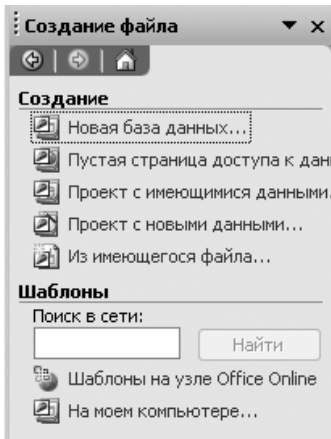 Создание файла
Создание
Новая база данных...
Пустая страница доступа к дан
Проект с имеющимися данными.
Проект с новыми данными...
Из имеющегося файла...
Шаблоны
Поиск в сети:
Найти
Шаблоны на узле Office Online
На моем компьютере...